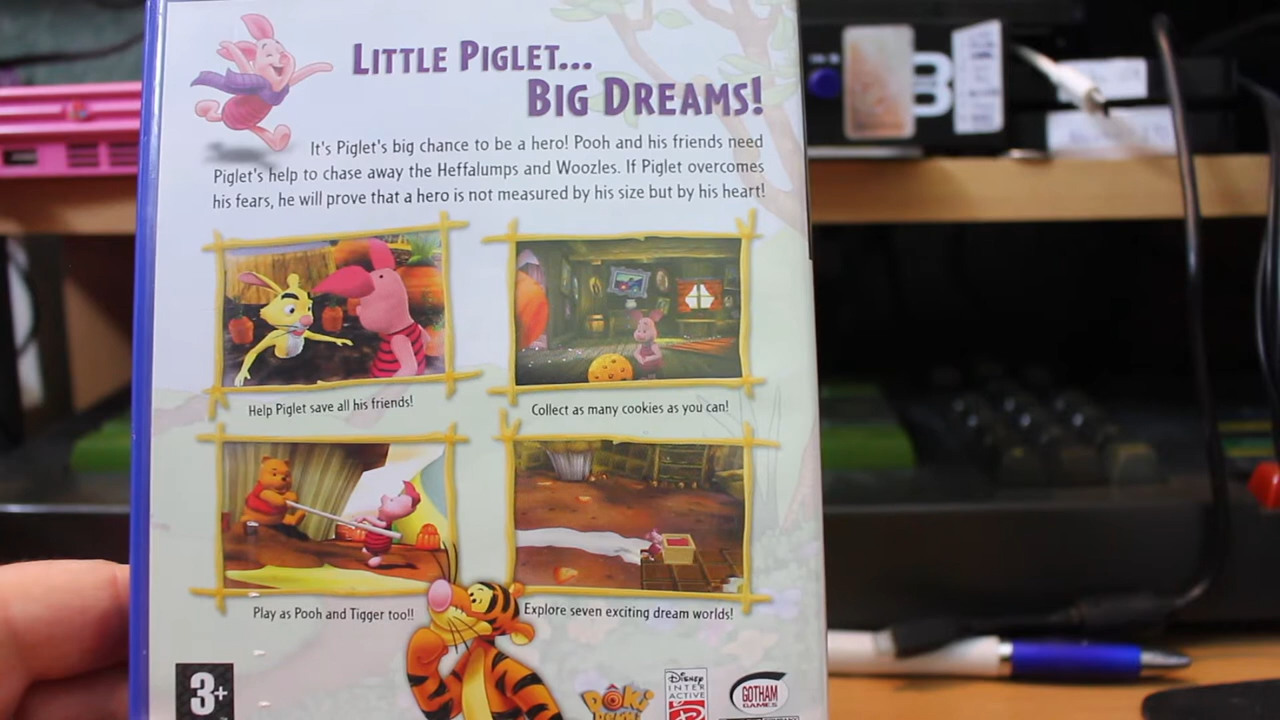 LITTLE PIGLET...
BIG DREAMS!
It's Piglet's big chance to be a hero! Pooh and his friends need
Piglet's help to chase away the Heffalumps and Woozles. If Piglet overcomes
his fears, he will prove that a hero is not measured by his size but by his heart!
Help Piglet save all his friends!
Collect as many cookies as you can!
Play as Pooh and Tigger too!!
Explore seven exciting dream worlds!
3+
DOKI
DISNEY
INTER
ACTIVE
GOTHAM
GAMES
B